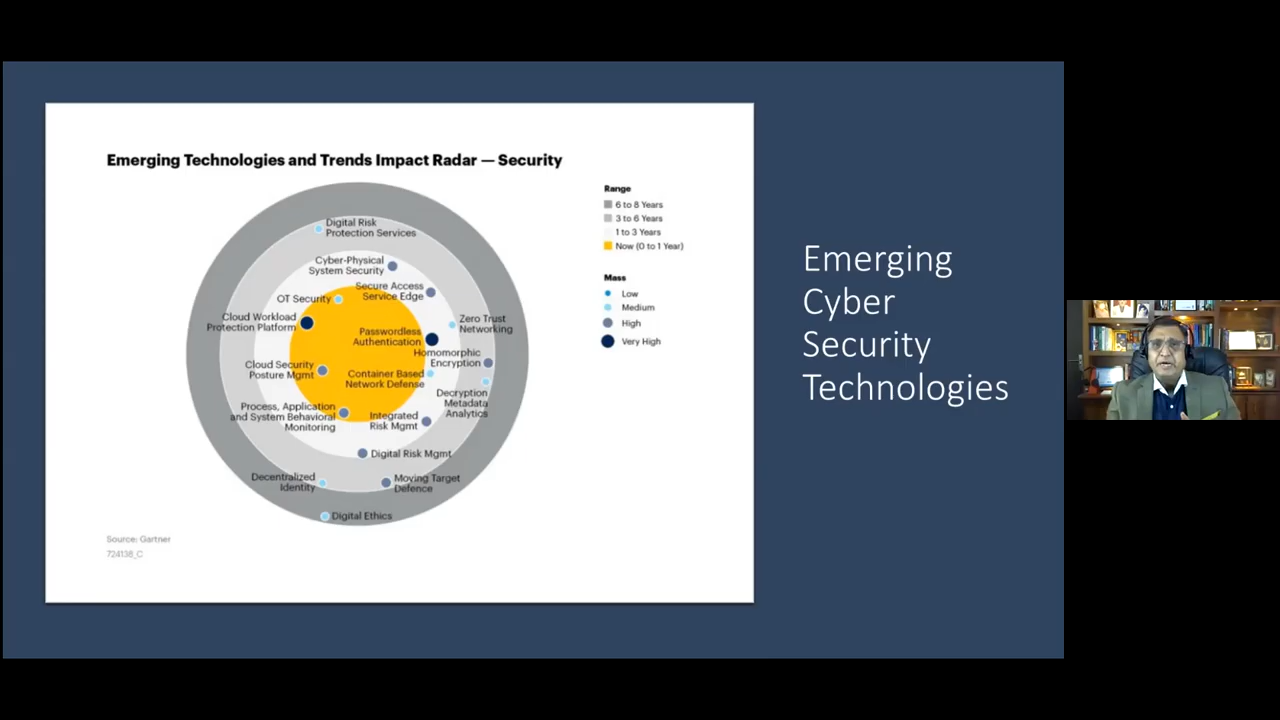 Emerging Technologies and Trends Impact Radar — Security
Digital Risk
Protection Services
Cyber-Physical
System Security
Secure Access
Service Edge
OT Security
Cloud Workload
Protection Platform
Zero Trust
Networking
Passwordless
Authentication
Homomorphic
Encryption
Cloud Security
Posture Mgmt
Container Based
Network Defense
Decryption
Metadata
Analytics
Process, Application
and System Behavioral
Monitoring
Integrated
Risk Mgmt
Digital Risk Mgmt
Decentralized
Identity
Moving Target
Defence
Digital Ethics
Range
6 to 8 Years
3 to 6 Years
1 to 3 Years
Now (0 to 1 Year)
Mass
Low
Medium
High
Very High
Source: Gartner
724138_C
Emerging
Cyber
Security
Technologies